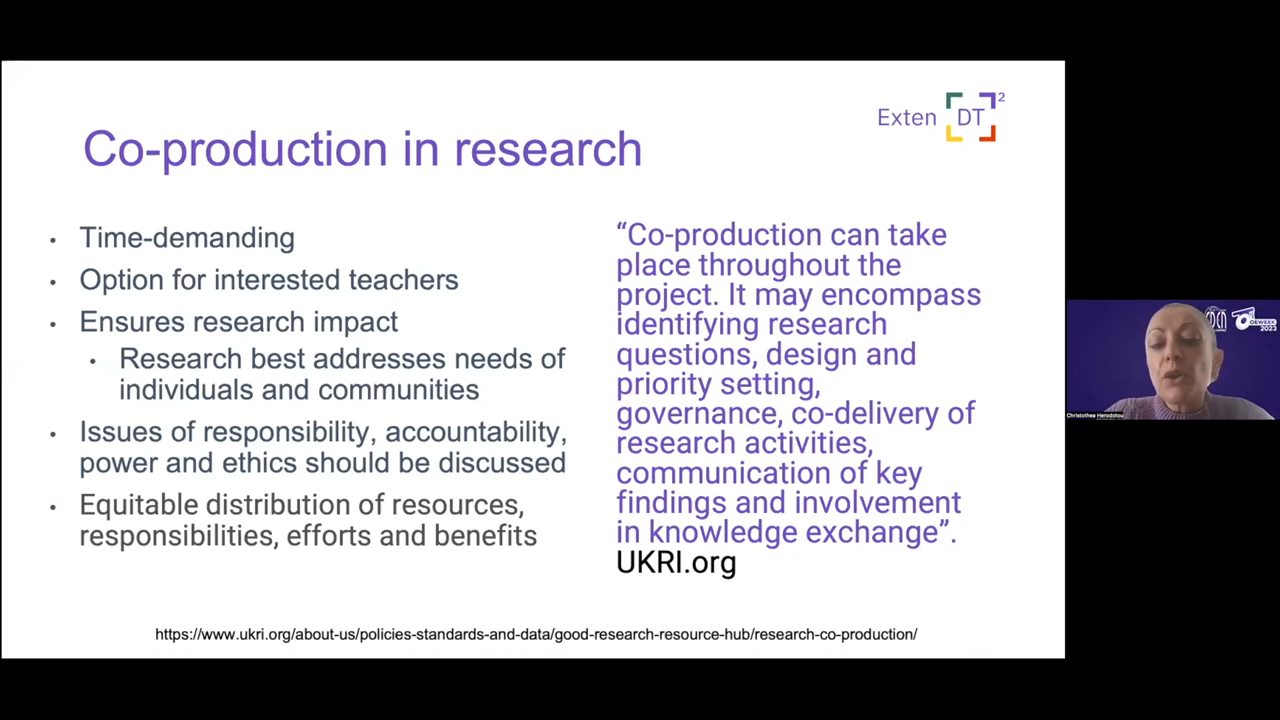 Exten DT²
Co-production in research
• Time-demanding
• Option for interested teachers
• Ensures research impact
• Research best addresses needs of
individuals and communities
• Issues of responsibility, accountability,
power and ethics should be discussed
• Equitable distribution of resources,
responsibilities, efforts and benefits
“Co-production can take
place throughout the
project. It may encompass
identifying research
questions, design and
priority setting,
governance, co-delivery of
research activities,
communication of key
findings and involvement
in knowledge exchange”.
UKRI.org
https://www.ukri.org/about-us/policies-standards-and-data/good-research-resource-hub/research-co-production/
OEWEEK
2023
Christothea Herodotou